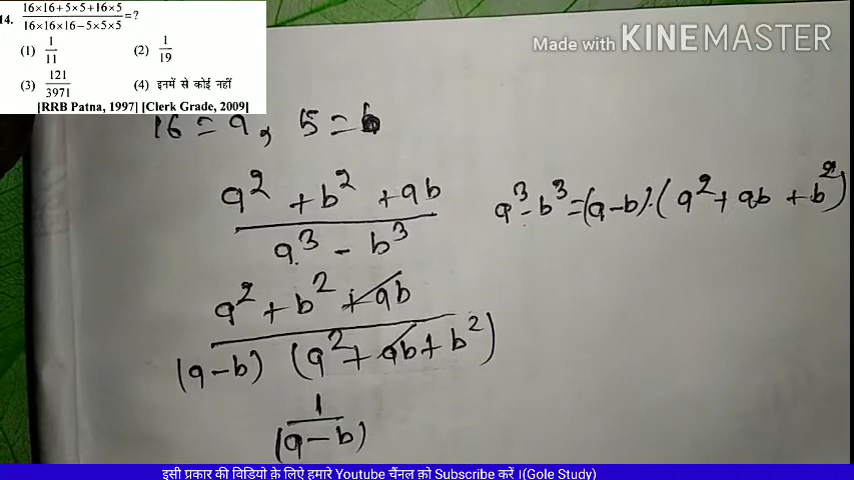 14. 16×16+5×5+16×5 / 16×16×16−5×5×5 =?
(1) 1/11 (2) 1/19
(3) 121/3971 (4) इनमें से कोई नहीं
[RRB Patna, 1997] [Clerk Grade, 2009]
Made with KINEMASTER
16 = a, 5 = b
a² + b² + ab
a³ - b³
a³ - b³ = (a-b).(a² + ab + b²)
a² + b² + ab
(a-b) (a² + ab + b²)
1
(a-b)
इसी प्रकार की विडियो के लिऐ हमारे Youtube चैंनल क़ो Subscribe करें ।(Gole Study)